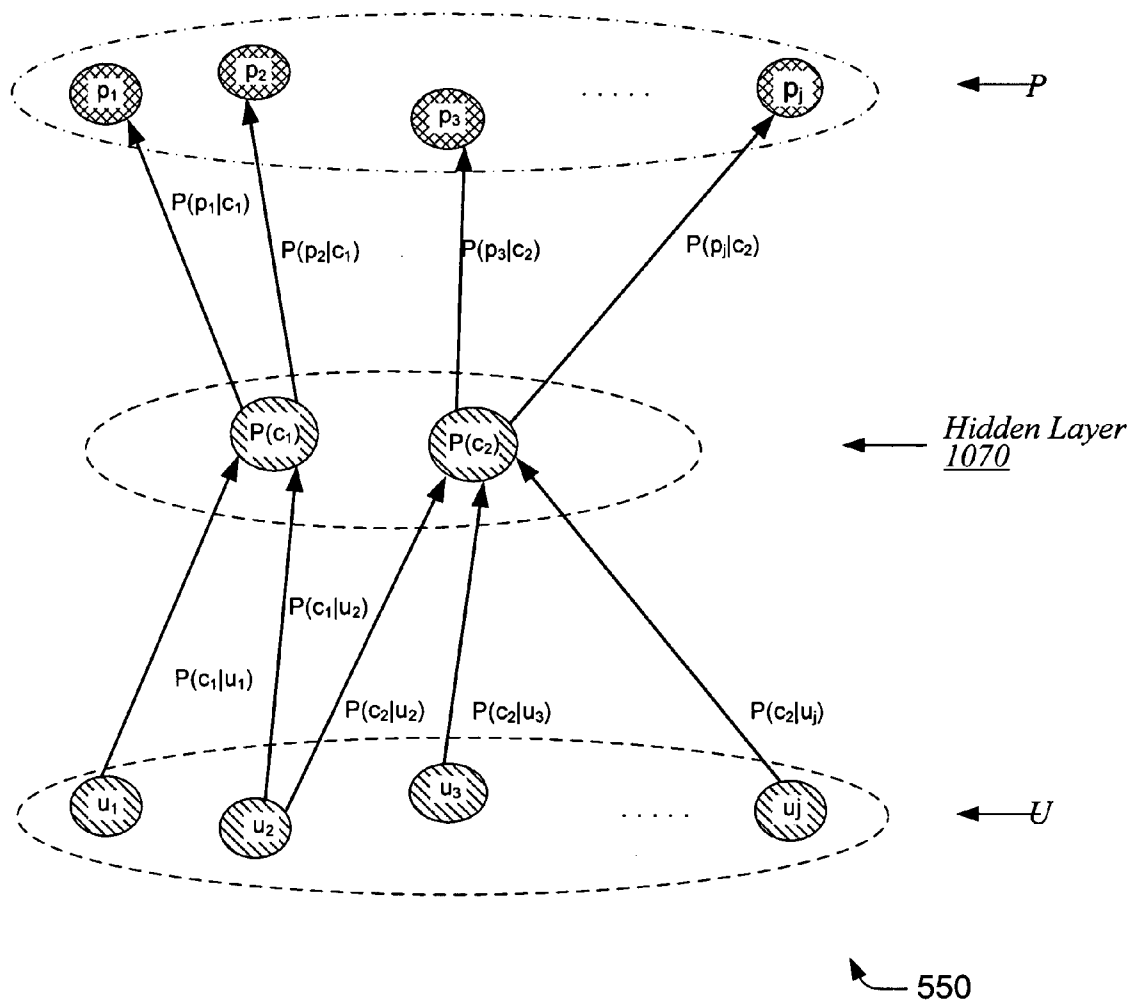 p₁
p₂
p₃
.....
pⱼ
P
P(p₁|c₁)
P(p₂|c₁)
P(p₃|c₂)
P(pⱼ|c₂)
P(c₁)
P(c₂)
Hidden Layer
1070
P(c₁|u₂)
P(c₁|u₁)
P(c₂|u₂)
P(c₂|u₃)
P(c₂|uⱼ)
u₁
u₂
u₃
.....
uj
U
550